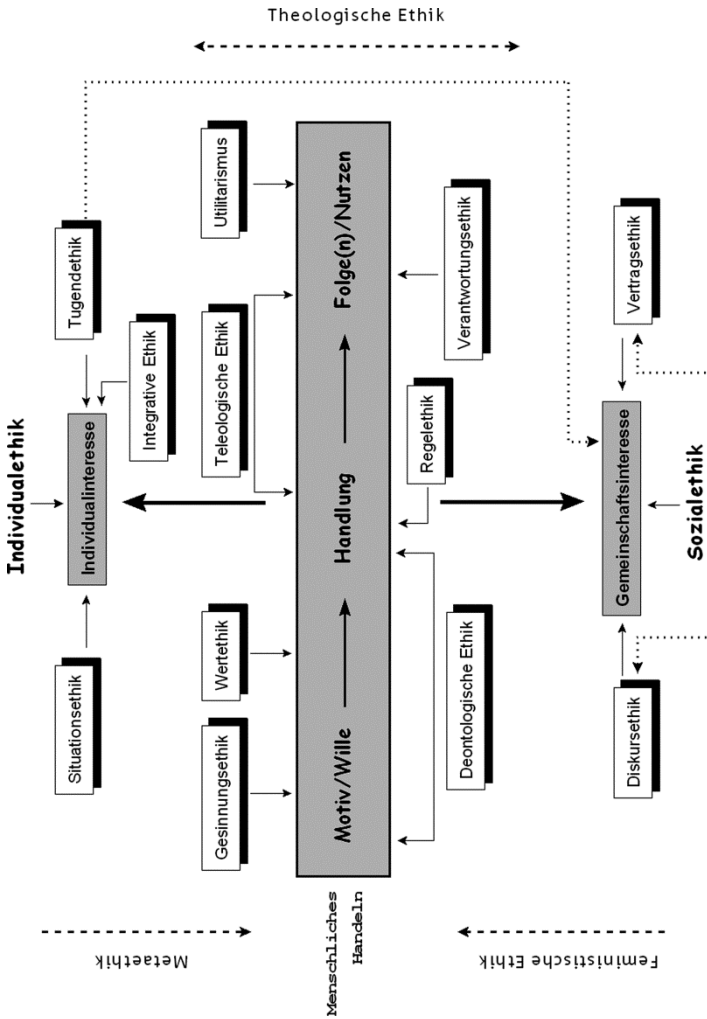 Theologische Ethik
Individualethik
Tugendethik
Utilitarismus
Integrative Ethik
Teleologische Ethik
Individualinteresse
Situationsethik
Wertethik
Gesinnungsethik
Menschliches
Handeln
Motiv/Wille
Handlung
Folge(n)/Nutzen
Verantwortungsethik
Regelethik
Deontologische Ethik
Vertragsethik
Gemeinschaftsinteresse
Diskursethik
Sozialethik
Metaethik
Feministische Ethik